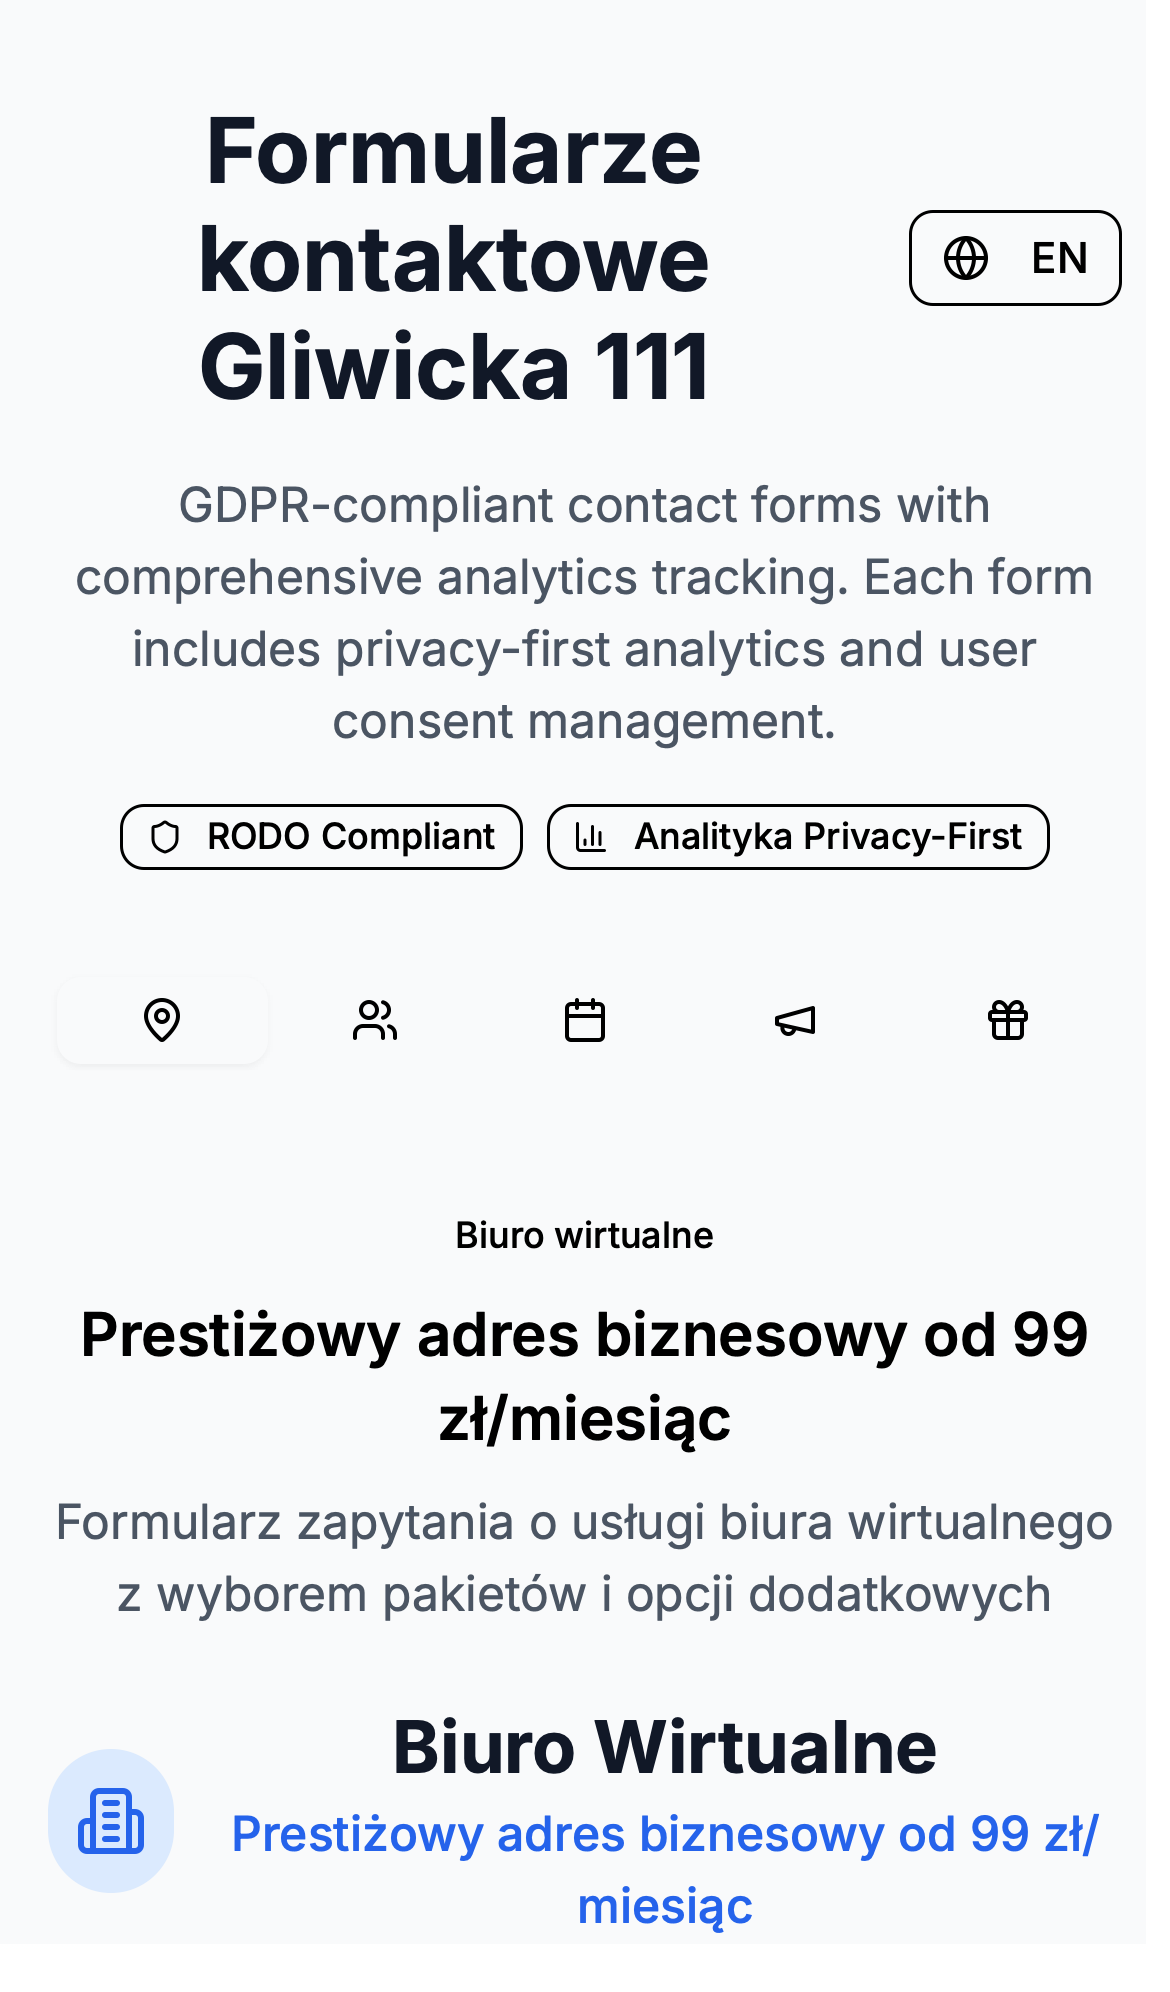 Formularze
kontaktowe
Gliwicka 111
EN
GDPR-compliant contact forms with
comprehensive analytics tracking. Each form
includes privacy-first analytics and user
consent management.
RODO Compliant
Analityka Privacy-First
Biuro wirtualne
Prestiżowy adres biznesowy od 99
zł/miesiąc
Formularz zapytania o usługi biura wirtualnego
z wyborem pakietów i opcji dodatkowych
Biuro Wirtualne
Prestiżowy adres biznesowy od 99 zł/
miesiąc